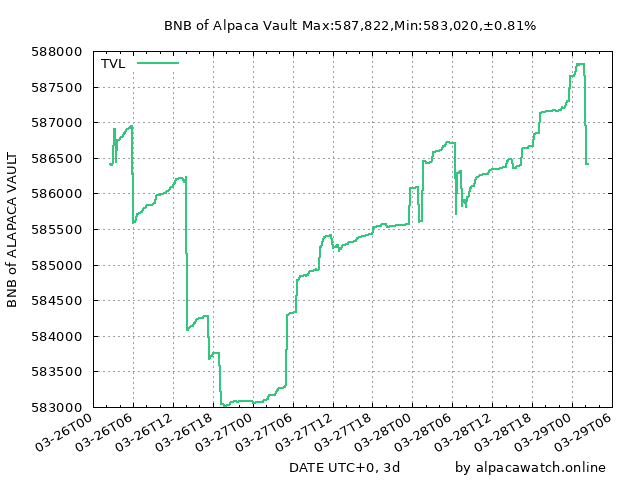 BNB of Alpaca Vault Max:587,822,Min:583,020,±0.81%
TVL
588000
587500
587000
586500
586000
585500
585000
584500
584000
583500
583000
BNB of ALAPACA VAULT
03-26T00
03-26T06
03-26T12
03-26T18
03-27T00
03-27T06
03-27T12
03-27T18
03-28T00
03-28T06
03-28T12
03-28T18
03-29T00
03-29T06
DATE UTC+0, 3d
by alpacawatch.online